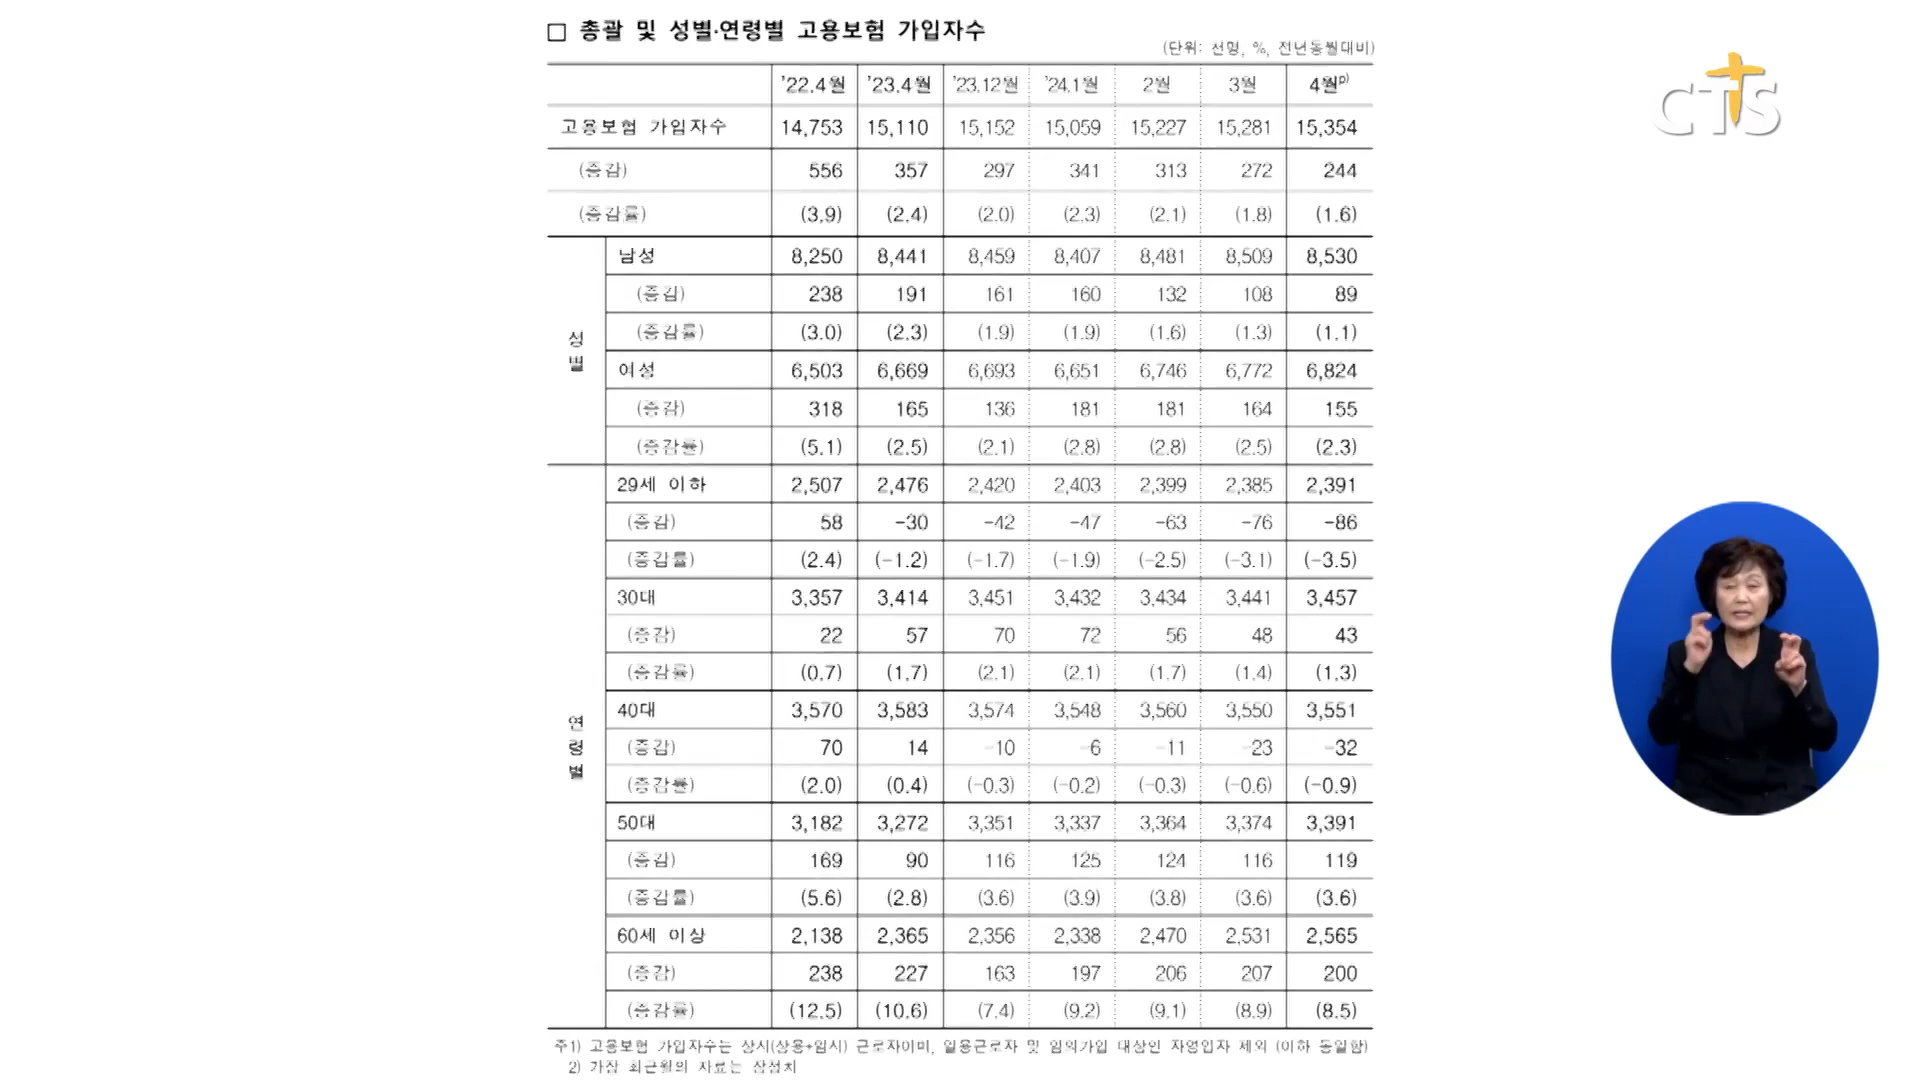 □ 총괄 및 성별·연령별 고용보험 가입자수
(단위: 천명, %, 전년동월대비)
CTS
'22.4월 '23.4월 '23.12월 '24.1월 2월 3월 4월p)
고용보험 가입자수 14,753 15,110 15,152 15,059 15,227 15,281 15,354
(증감) 556 357 297 341 313 272 244
(증감률) (3.9) (2.4) (2.0) (2.3) (2.1) (1.8) (1.6)
성별
남성 8,250 8,441 8,459 8,407 8,481 8,509 8,530
(증감) 238 191 161 160 132 108 89
(증감률) (3.0) (2.3) (1.9) (1.9) (1.6) (1.3) (1.1)
여성 6,503 6,669 6,693 6,651 6,746 6,772 6,824
(증감) 318 165 136 181 181 164 155
(증감률) (5.1) (2.5) (2.1) (2.8) (2.8) (2.5) (2.3)
연령별
29세 이하 2,507 2,476 2,420 2,403 2,399 2,385 2,391
(증감) 58 -30 -42 -47 -63 -76 -86
(증감률) (2.4) (-1.2) (-1.7) (-1.9) (-2.5) (-3.1) (-3.5)
30대 3,357 3,414 3,451 3,432 3,434 3,441 3,457
(증감) 22 57 70 72 56 48 43
(증감률) (0.7) (1.7) (2.1) (2.1) (1.7) (1.4) (1.3)
40대 3,570 3,583 3,574 3,548 3,560 3,550 3,551
(증감) 70 14 -10 -6 -11 -23 -32
(증감률) (2.0) (0.4) (-0.3) (-0.2) (-0.3) (-0.6) (-0.9)
50대 3,182 3,272 3,351 3,337 3,364 3,374 3,391
(증감) 169 90 116 125 124 116 119
(증감률) (5.6) (2.8) (3.6) (3.9) (3.8) (3.6) (3.6)
60세 이상 2,138 2,365 2,356 2,338 2,470 2,531 2,565
(증감) 238 227 163 197 206 207 200
(증감률) (12.5) (10.6) (7.4) (9.2) (9.1) (8.9) (8.5)
주1) 고용보험 가입자수는 상시(상용+임시) 근로자이며, 일용근로자 및 임의가입 대상인 자영업자 제외 (이하 동일함)
2) 가장 최근월의 자료는 잠정치